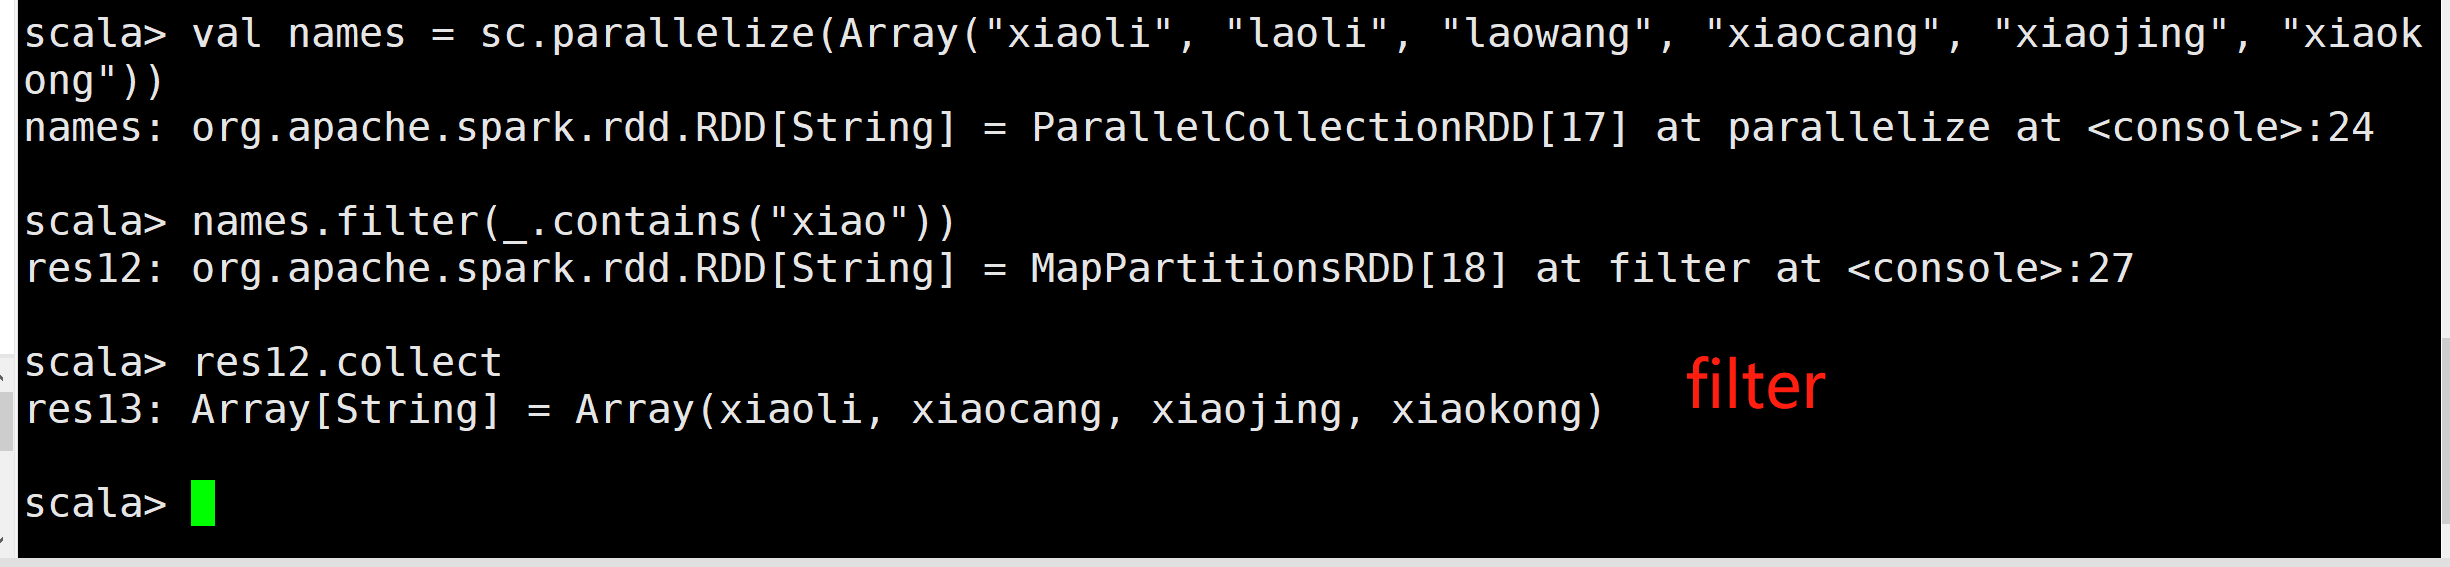 scala> val names = sc.parallelize(Array("xiaoli", "laoli", "laowang", "xiaocang", "xiaojing", "xiaok
ong"))
names: org.apache.spark.rdd.RDD[String] = ParallelCollectionRDD[17] at parallelize at <console>:24
scala> names.filter(_.contains("xiao"))
res12: org.apache.spark.rdd.RDD[String] = MapPartitionsRDD[18] at filter at <console>:27
scala> res12.collect
res13: Array[String] = Array(xiaoli, xiaocang, xiaojing, xiaokong)
filter
scala>